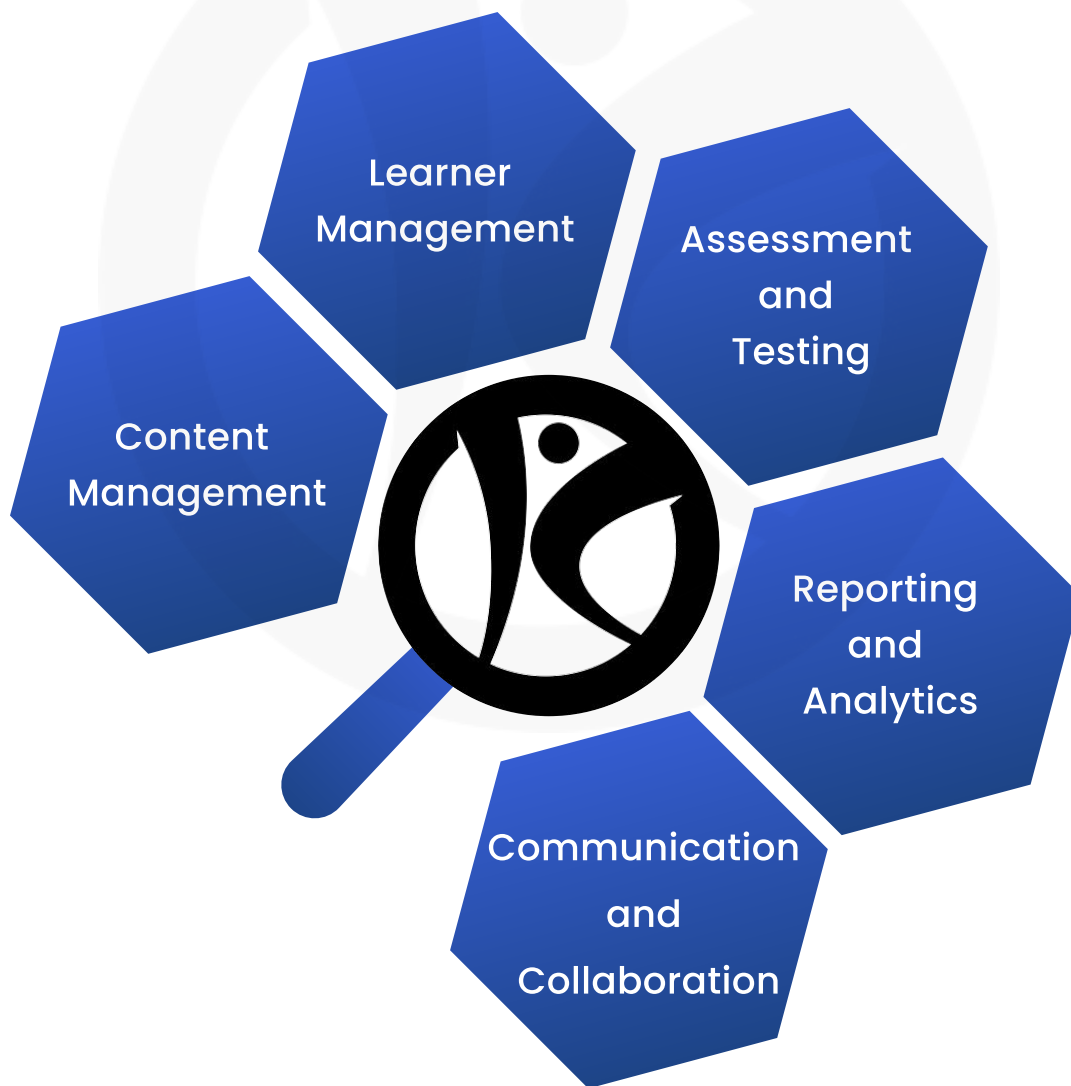 Learner
Management
Assessment
and
Testing
Content
Management
Reporting
and
Analytics
Communication
and
Collaboration